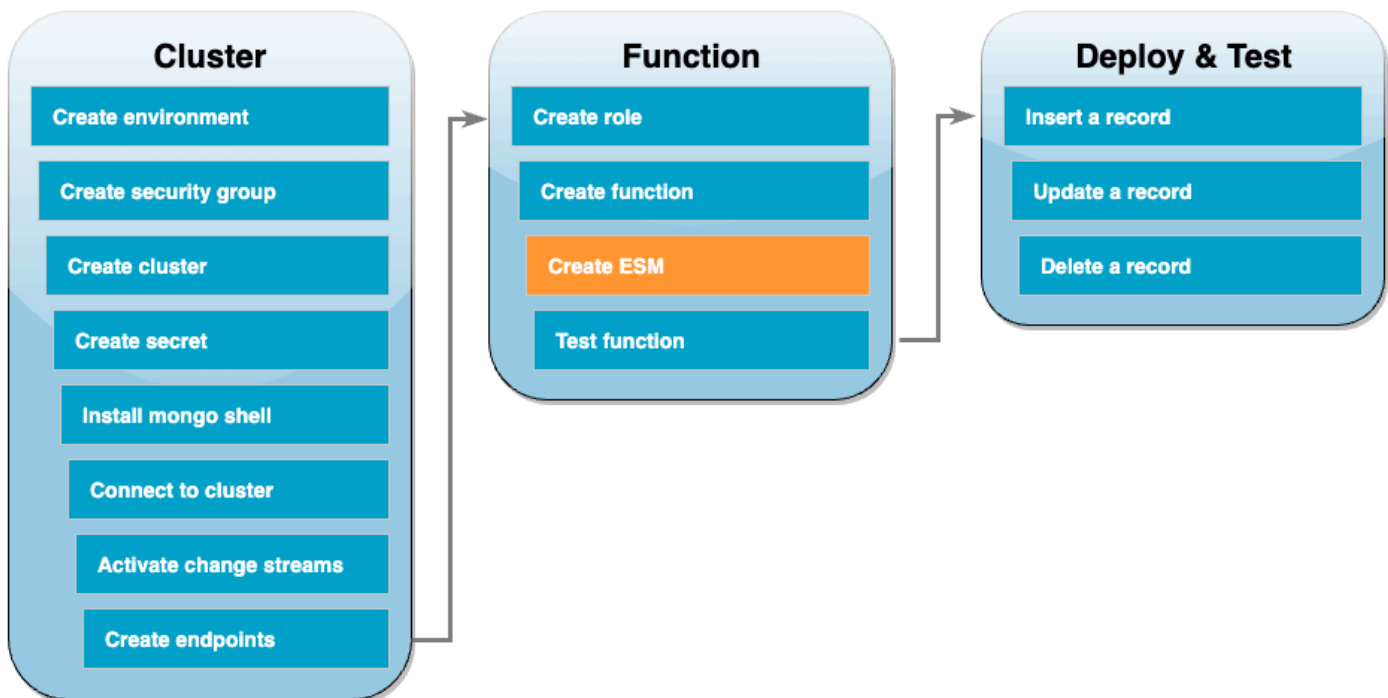 Cluster
Create environment
Create security group
Create cluster
Create secret
Install mongo shell
Connect to cluster
Activate change streams
Create endpoints
Function
Create role
Create function
Create ESM
Test function
Deploy & Test
Insert a record
Update a record
Delete a record